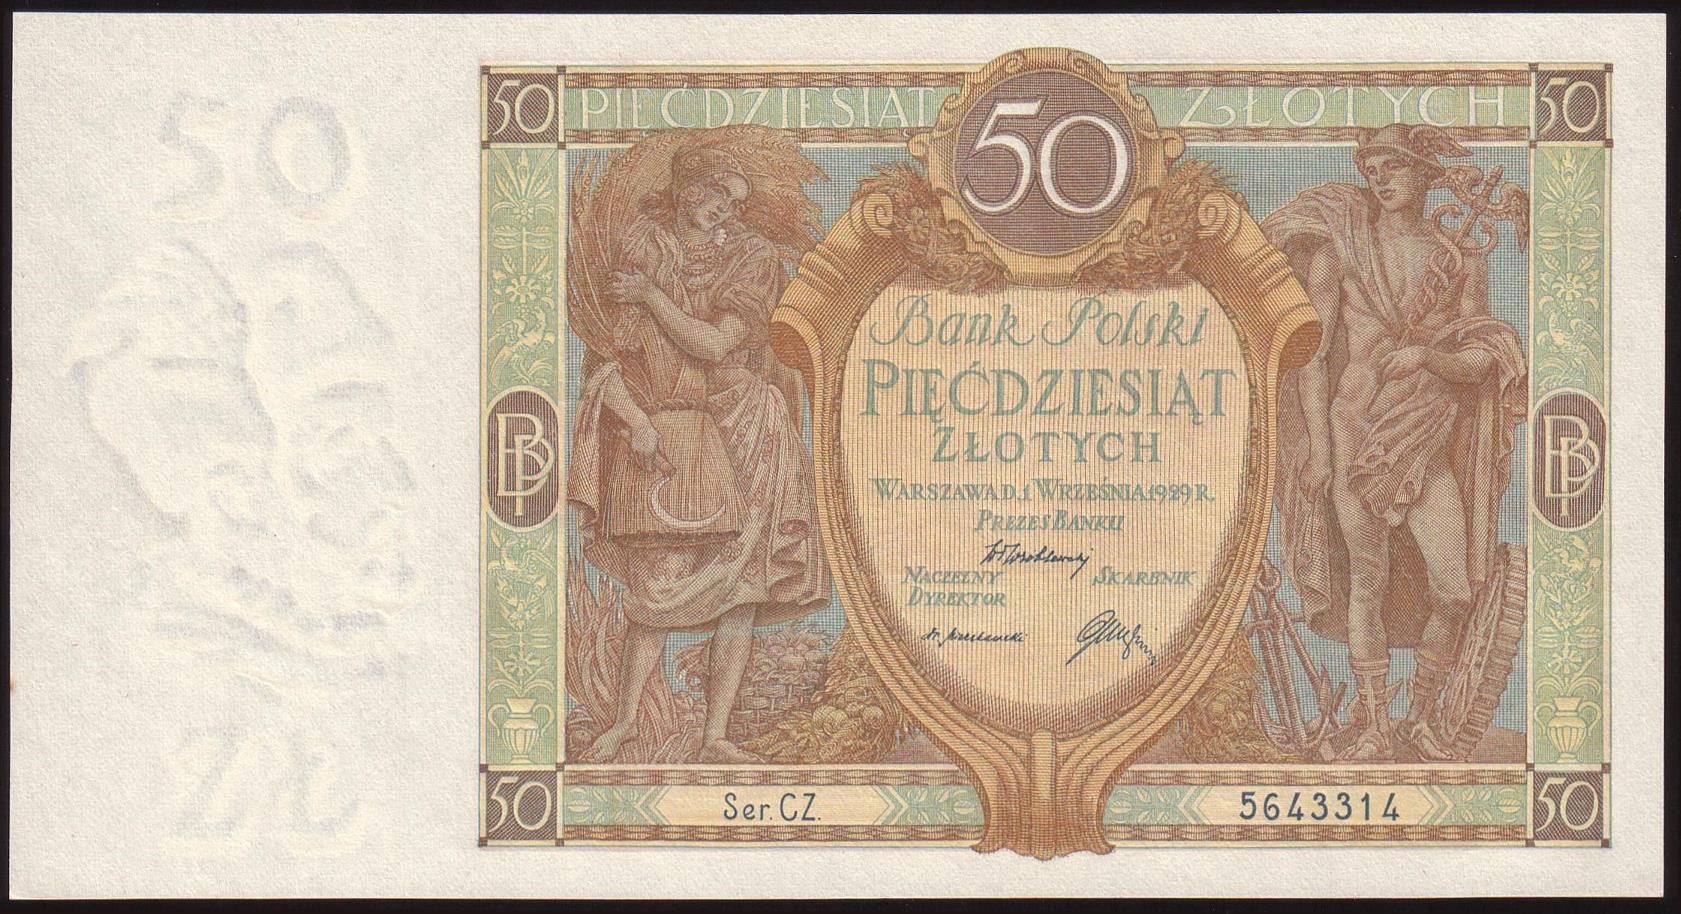 50 PIĘĆDZIESIĄT 50 ZŁOTYCH 50
50
Bank Polski
PIĘĆDZIESIĄT
ZŁOTYCH
WARSZAWA D. 1 WRZEŚNIA 1929 R.
PREZES BANKU
NACZELNY SKARBNIK
DYREKTOR
BP BP
50 Ser. CZ. 5643314 50